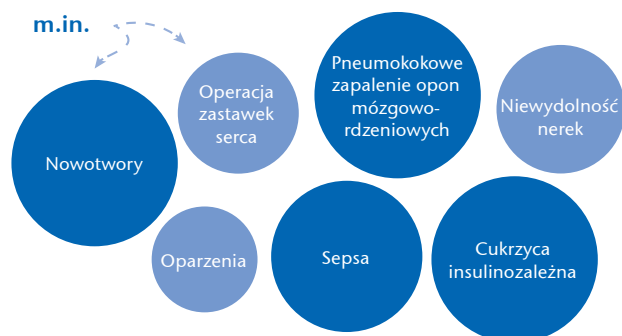 m.in.
Nowotwory
Operacja
zastawek
serca
Pneumokokowe
zapalenie opon
mózgowo-
rdzeniowych
Niewydolność
nerek
Oparzenia
Sepsa
Cukrzyca
insulinozależna